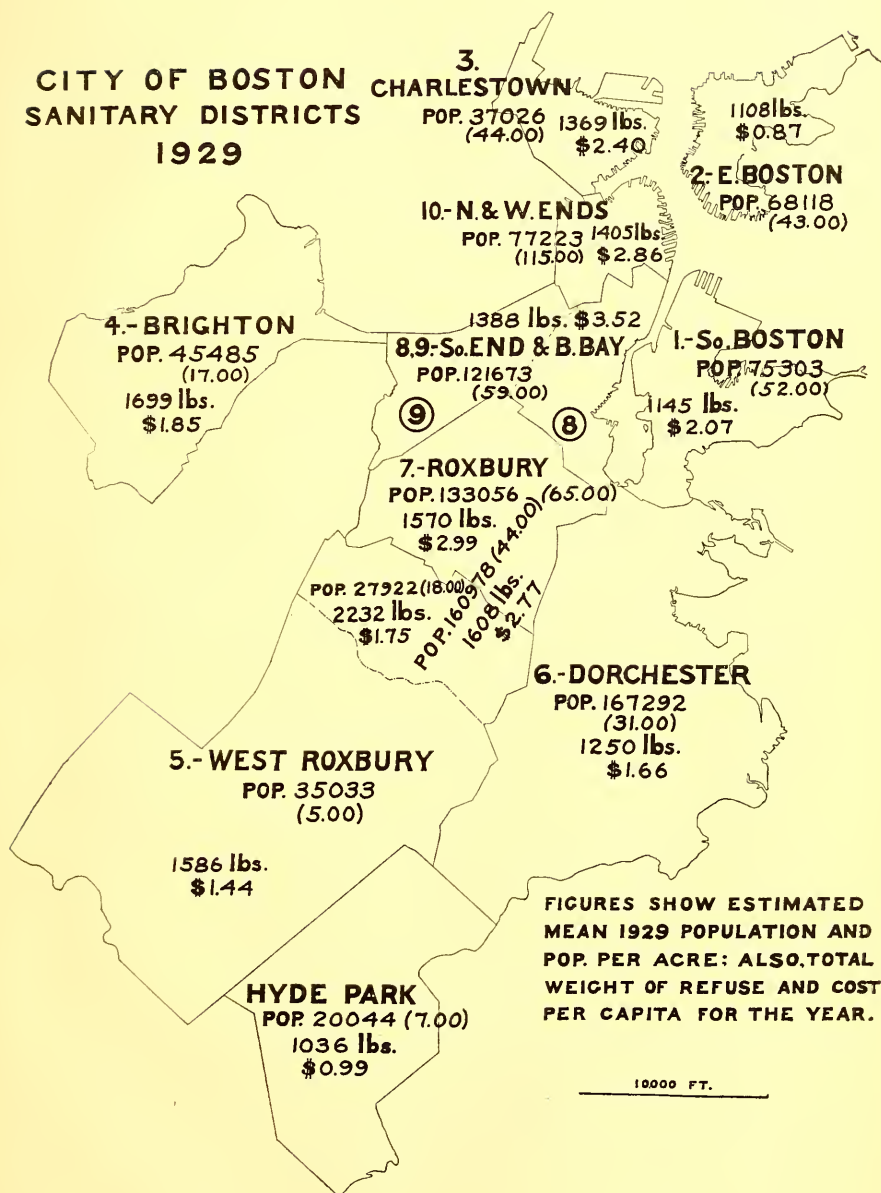 CITY OF BOSTON
SANITARY DISTRICTS
1929
3.
CHARLESTOWN
POP. 37026
(44.00)
1369 lbs.
$2.40
1108 lbs.
$0.87
2-E. BOSTON
POP. 68118
(43.00)
10.-N. & W. ENDS
POP. 77223
(115.00)
1405 lbs.
$2.86
4.-BRIGHTON
POP. 45485
(17.00)
1699 lbs.
$1.85
1388 lbs. $3.52
8,9.-So. END & B. BAY
POP. 121673
(59.00)
9
8
1.-So. BOSTON
POP. 75303
(52.00)
1145 lbs.
$2.07
7.-ROXBURY
POP. 133056 (65.00)
1570 lbs.
$2.99
POP. 27922 (18.00)
2232 lbs.
$1.75
POP. 160978 (44.00)
1608 lbs.
$2.77
6.-DORCHESTER
POP. 167292
(31.00)
1250 lbs.
$1.66
5.-WEST ROXBURY
POP. 35033
(5.00)
1586 lbs.
$1.44
HYDE PARK
POP. 20044 (7.00)
1036 lbs.
$0.99
FIGURES SHOW ESTIMATED
MEAN 1929 POPULATION AND
POP. PER ACRE: ALSO, TOTAL
WEIGHT OF REFUSE AND COST
PER CAPITA FOR THE YEAR.
10000 FT.